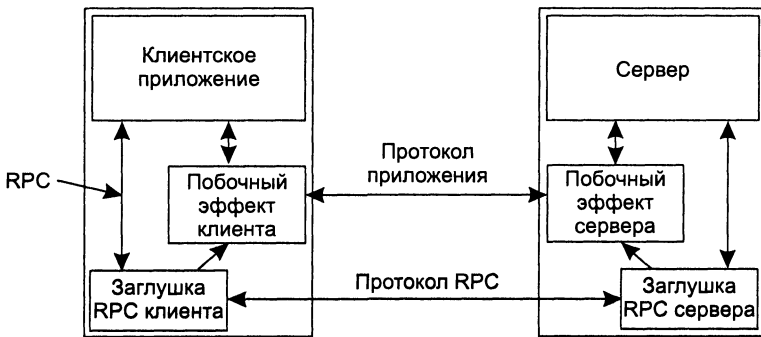 Клиентское
приложение
Сервер
Протокол
приложения
RPC
Побочный
эффект
клиента
Побочный
эффект
сервера
Протокол RPC
Заглушка
RPC клиента
Заглушка
RPC сервера